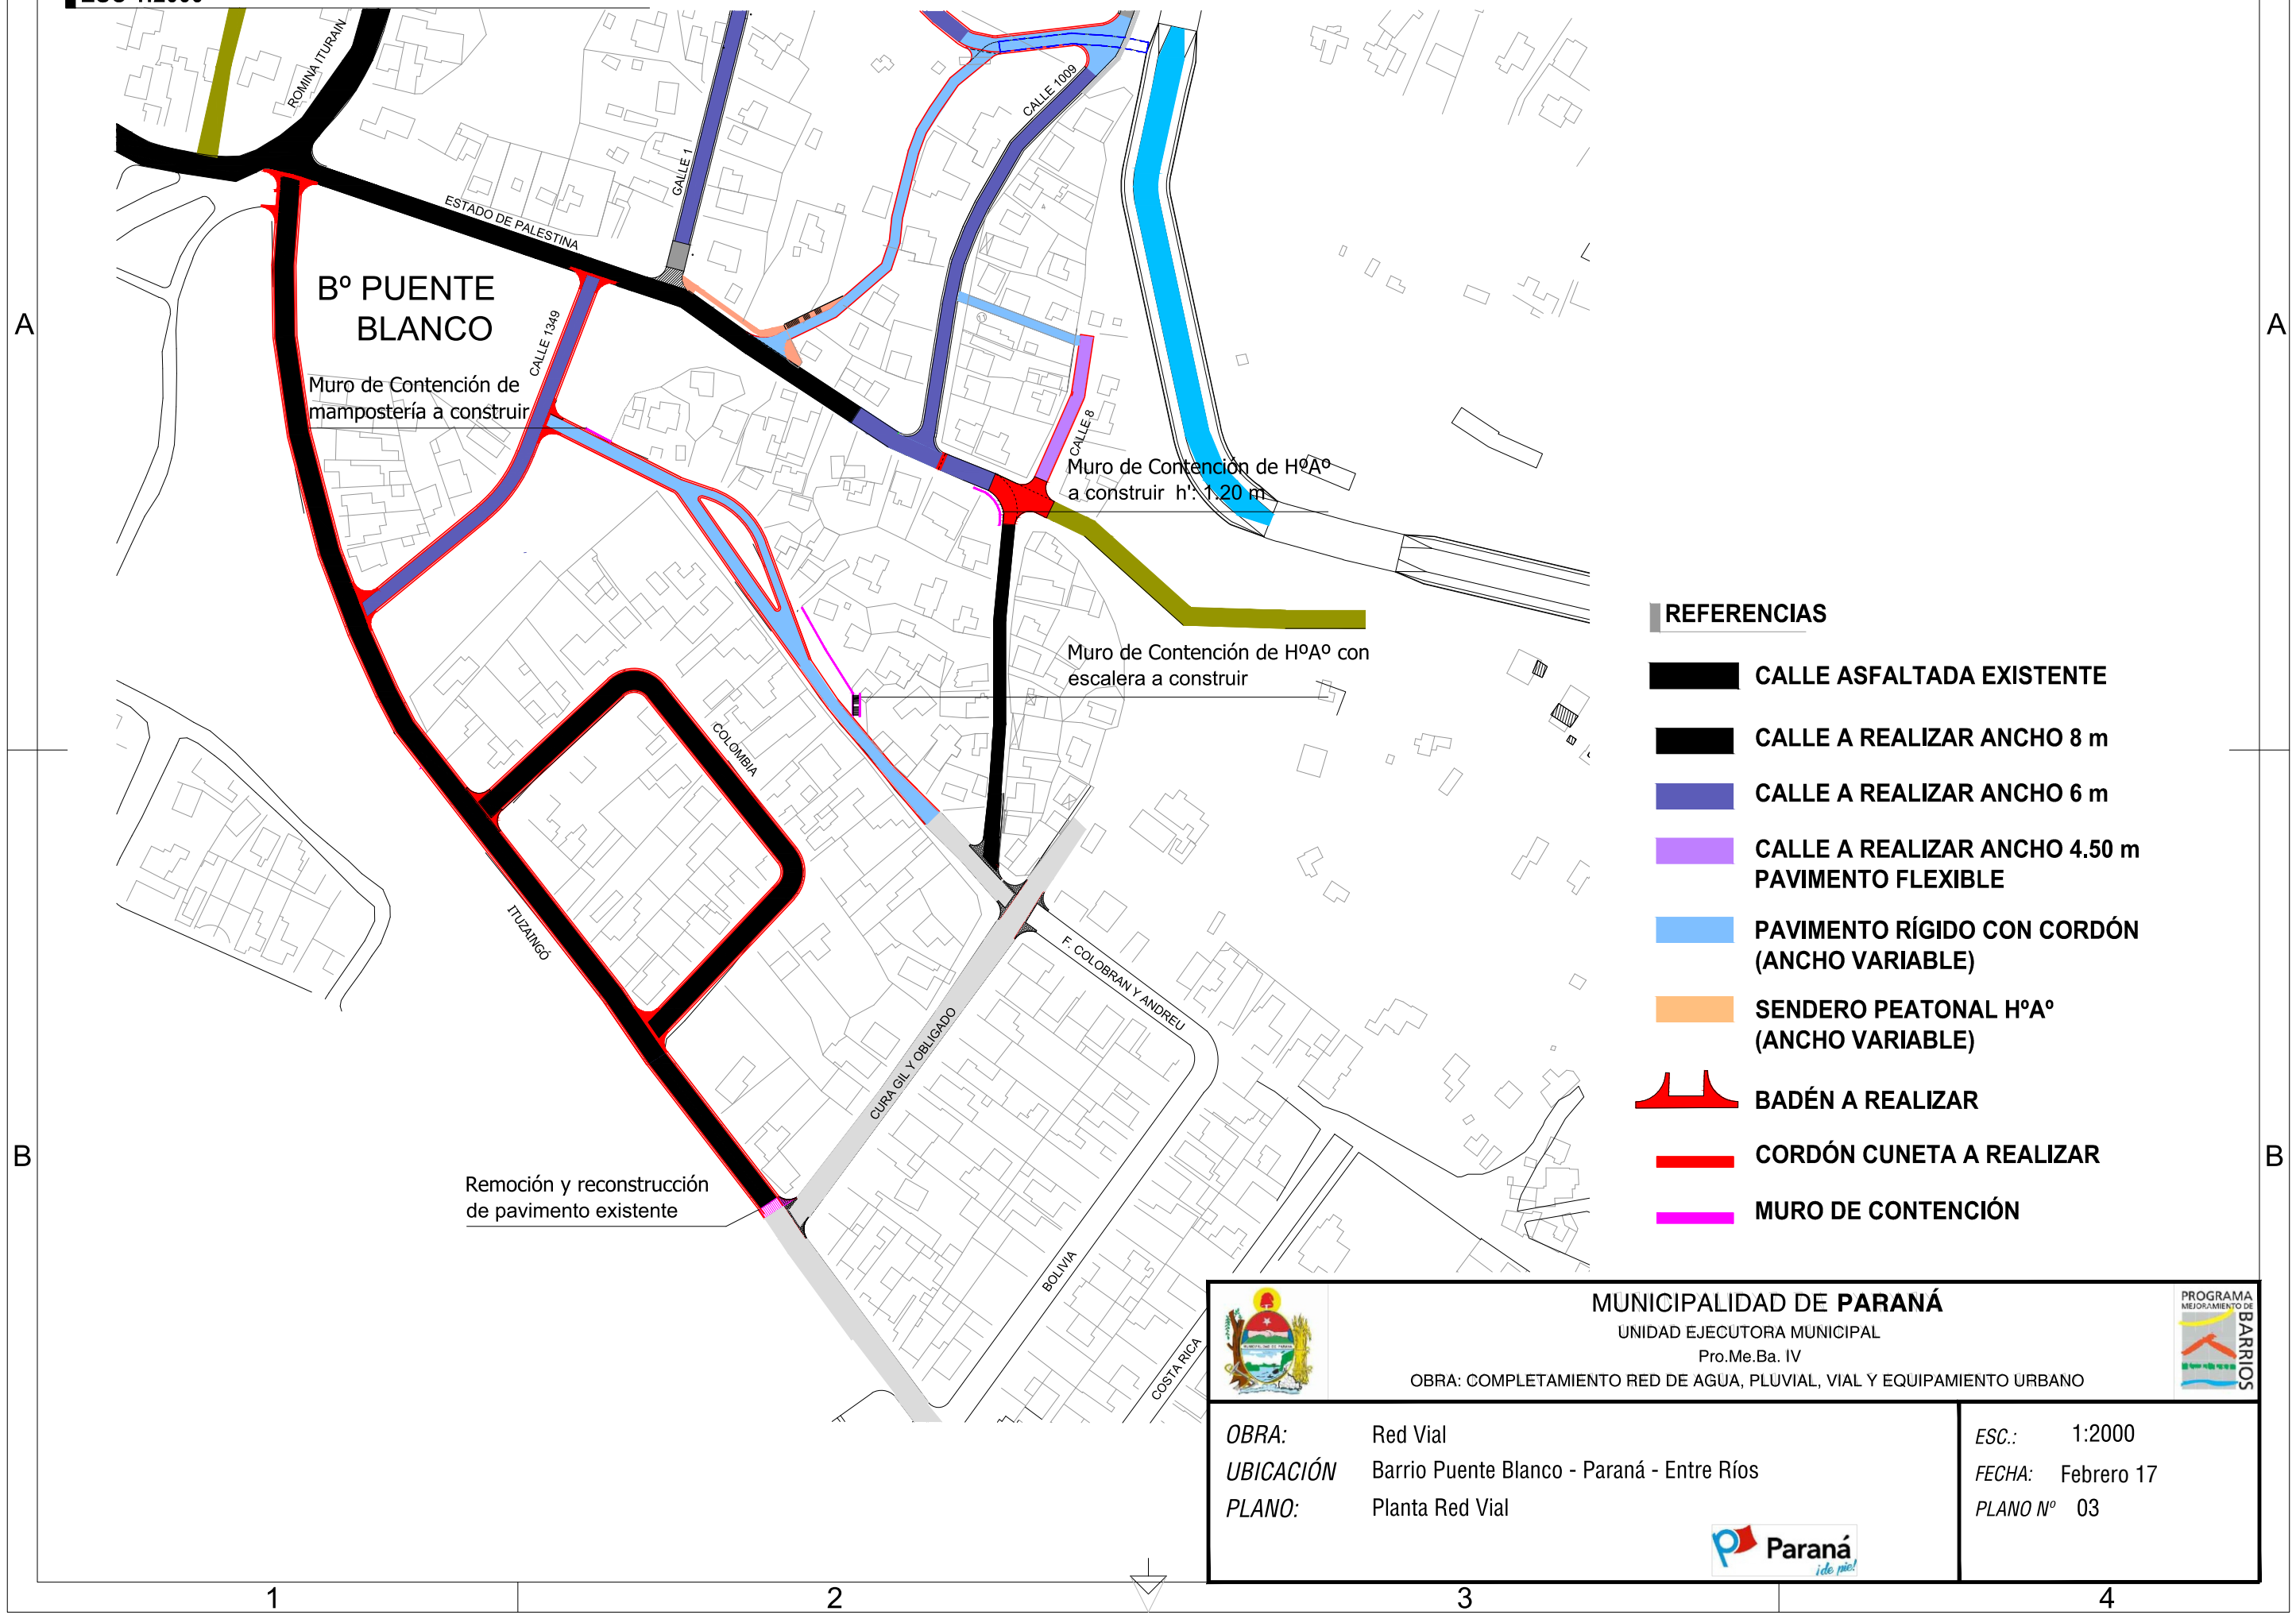 ROMINA ITURAIN
CALLE 1009
CALLE 1
ESTADO DE PALESTINA
Bº PUENTE
BLANCO
A
A
CALLE 1349
Muro de Contención de
mampostería a construir
CALLE 8
Muro de Contención de HºAº
a construir h': 1.20 m
Muro de Contención de HºAº con
escalera a construir
COLOMBIA
ITUZAINGÓ
F. COLOBRAN Y ANDREU
CURA GIL Y OBLIGADO
B
B
Remoción y reconstrucción
de pavimento existente
BOLIVIA
COSTA RICA
REFERENCIAS
CALLE ASFALTADA EXISTENTE
CALLE A REALIZAR ANCHO 8 m
CALLE A REALIZAR ANCHO 6 m
CALLE A REALIZAR ANCHO 4.50 m
PAVIMENTO FLEXIBLE
PAVIMENTO RÍGIDO CON CORDÓN
(ANCHO VARIABLE)
SENDERO PEATONAL HºAº
(ANCHO VARIABLE)
BADÉN A REALIZAR
CORDÓN CUNETA A REALIZAR
MURO DE CONTENCIÓN
MUNICIPALIDAD DE PARANÁ
UNIDAD EJECUTORA MUNICIPAL
Pro.Me.Ba. IV
OBRA: COMPLETAMIENTO RED DE AGUA, PLUVIAL, VIAL Y EQUIPAMIENTO URBANO
PROGRAMA
MEJORAMIENTO DE
BARRIOS
OBRA: Red Vial
UBICACIÓN Barrio Puente Blanco - Paraná - Entre Ríos
PLANO: Planta Red Vial
ESC.: 1:2000
FECHA: Febrero 17
PLANO Nº 03
Paraná
¡de pie!
1
2
3
4